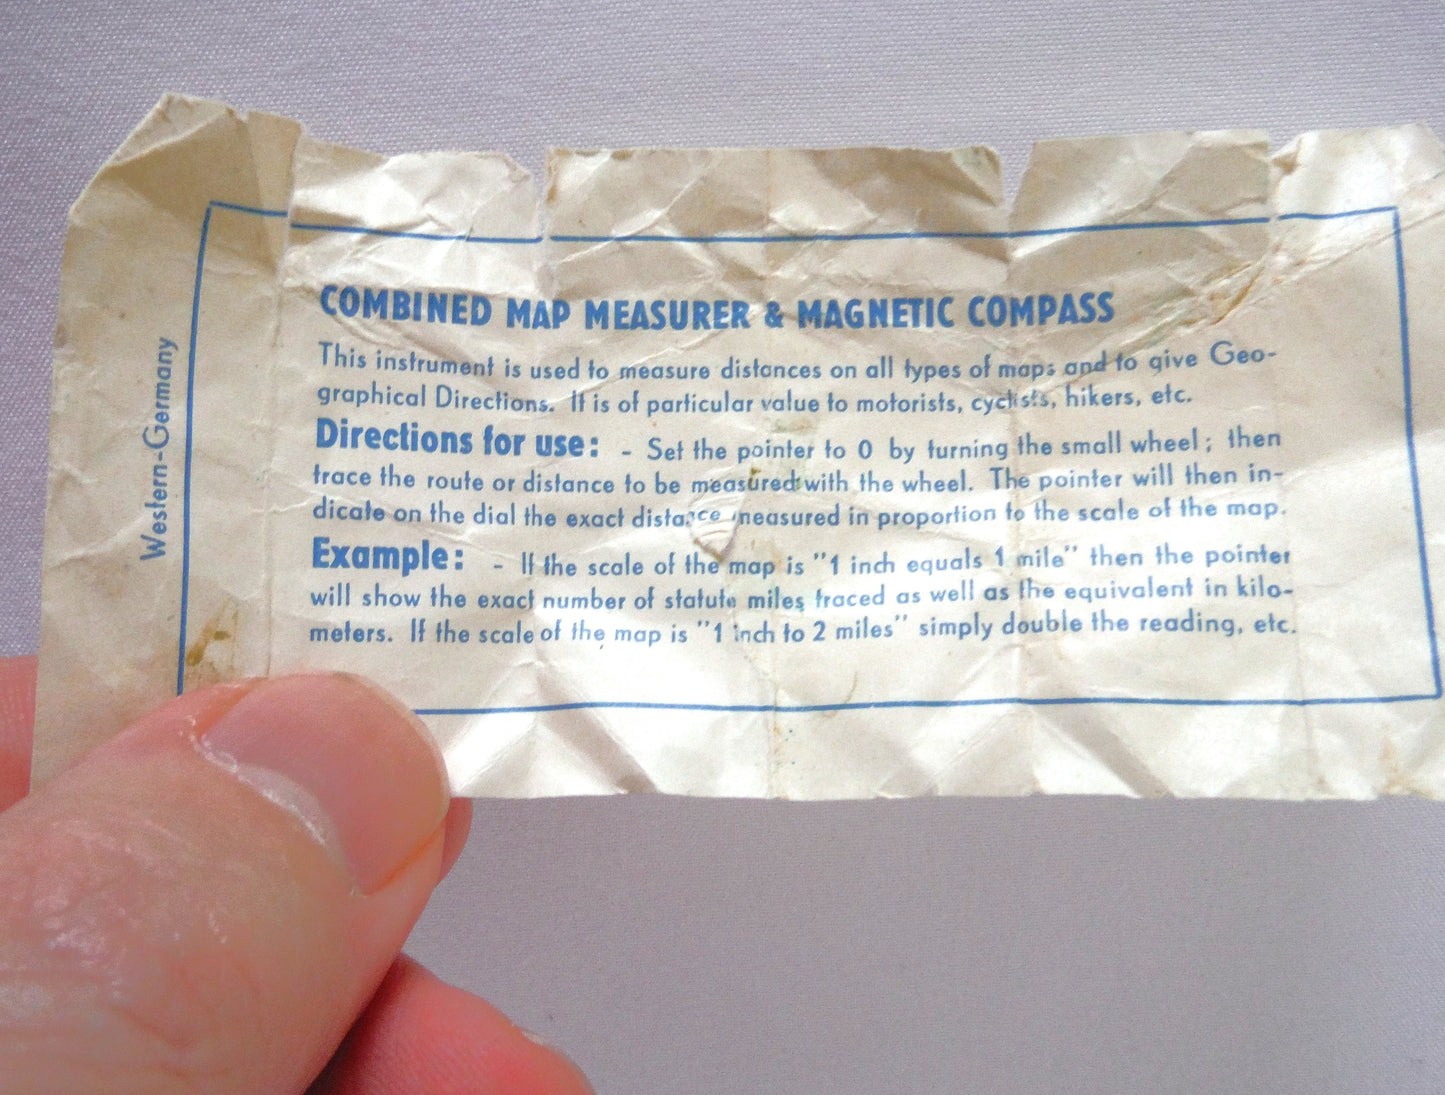 COMBINED MAP MEASURER & MAGNETIC COMPASS
This instrument is used to measure distances on all types of maps and to give Geo-
graphical Directions. It is of particular value to motorists, cyclists, hikers, etc.
Directions for use: - Set the pointer to 0 by turning the small wheel; then
trace the route or distance to be measured with the wheel. The pointer will then in-
dicate on the dial the exact distance measured in proportion to the scale of the map.
Example: - If the scale of the map is "1 inch equals 1 mile" then the pointer
will show the exact number of statute miles traced as well as the equivalent in kilo-
meters. If the scale of the map is "1 inch to 2 miles" simply double the reading, etc.
Western-Germany